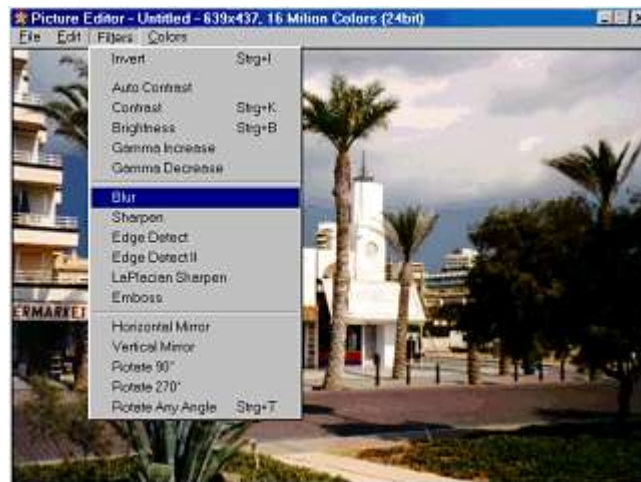 Picture Editor - Untitled - 639x437, 16 Milion Colors (24bit)
File Edit Filters Colors
Invert Strg+I
Auto Contrast
Contrast Strg+K
Brightness Strg+B
Gamma Increase
Gamma Decrease
Blur
Sharpen
Edge Detect
Edge Detect II
LaPlacian Sharpen
Emboss
ERMARKET
Horizontal Mirror
Vertical Mirror
Rotate 90°
Rotate 270°
Rotate Any Angle Strg+T